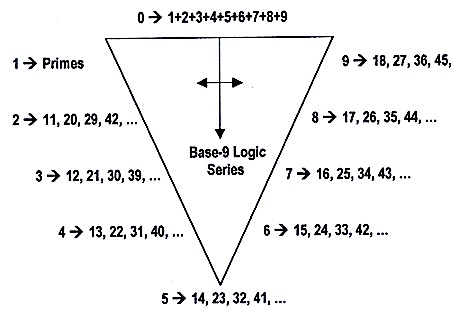 0 → 1+2+3+4+5+6+7+8+9
1 → Primes
9 → 18, 27, 36, 45,
2 → 11, 20, 29, 42, ...
8 → 17, 26, 35, 44, ...
Base-9 Logic
Series
3 → 12, 21, 30, 39, ...
7 → 16, 25, 34, 43, ...
4 → 13, 22, 31, 40, ...
6 → 15, 24, 33, 42, ...
5 → 14, 23, 32, 41, ...